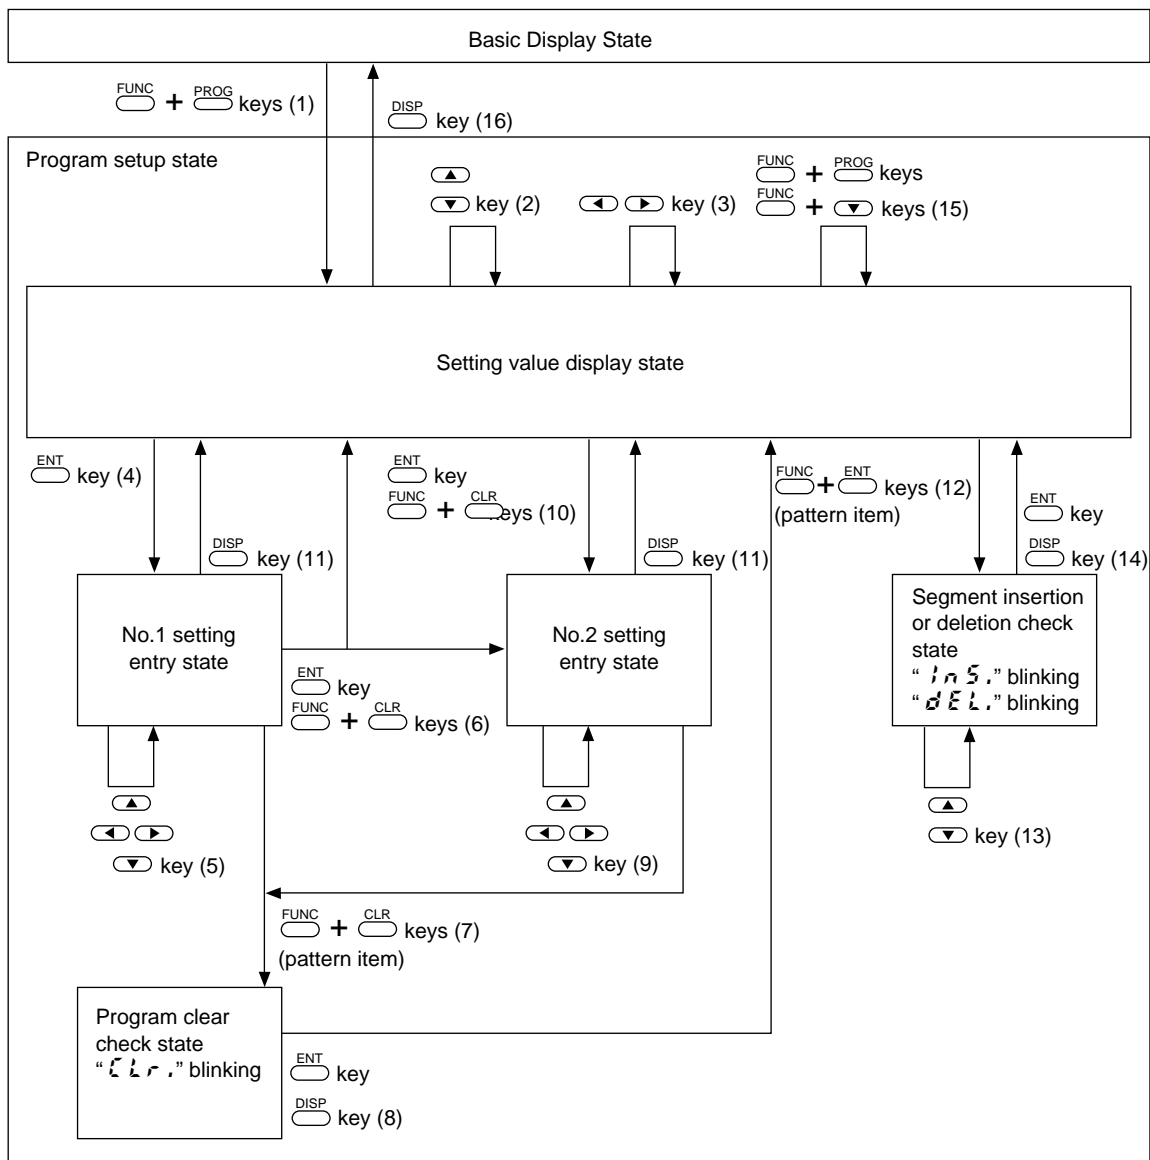 Basic Display State
FUNC + PROG keys (1)
DISP key (16)
Program setup state
▲
▼ key (2)
◀ ▶ key (3)
FUNC + PROG keys
FUNC + ▼ keys (15)
Setting value display state
ENT key (4)
DISP key (11)
ENT key
FUNC + CLR keys (10)
DISP key (11)
FUNC + ENT keys (12)
(pattern item)
ENT key
DISP key (14)
No.1 setting
entry state
ENT key
FUNC + CLR keys (6)
No.2 setting
entry state
Segment insertion
or deletion check
state
“InS.” blinking
“dEL.” blinking
▲
◀ ▶
▼ key (5)
▲
◀ ▶
▼ key (9)
▲
▼ key (13)
FUNC + CLR keys (7)
(pattern item)
Program clear
check state
“CLr.” blinking
ENT key
DISP key (8)